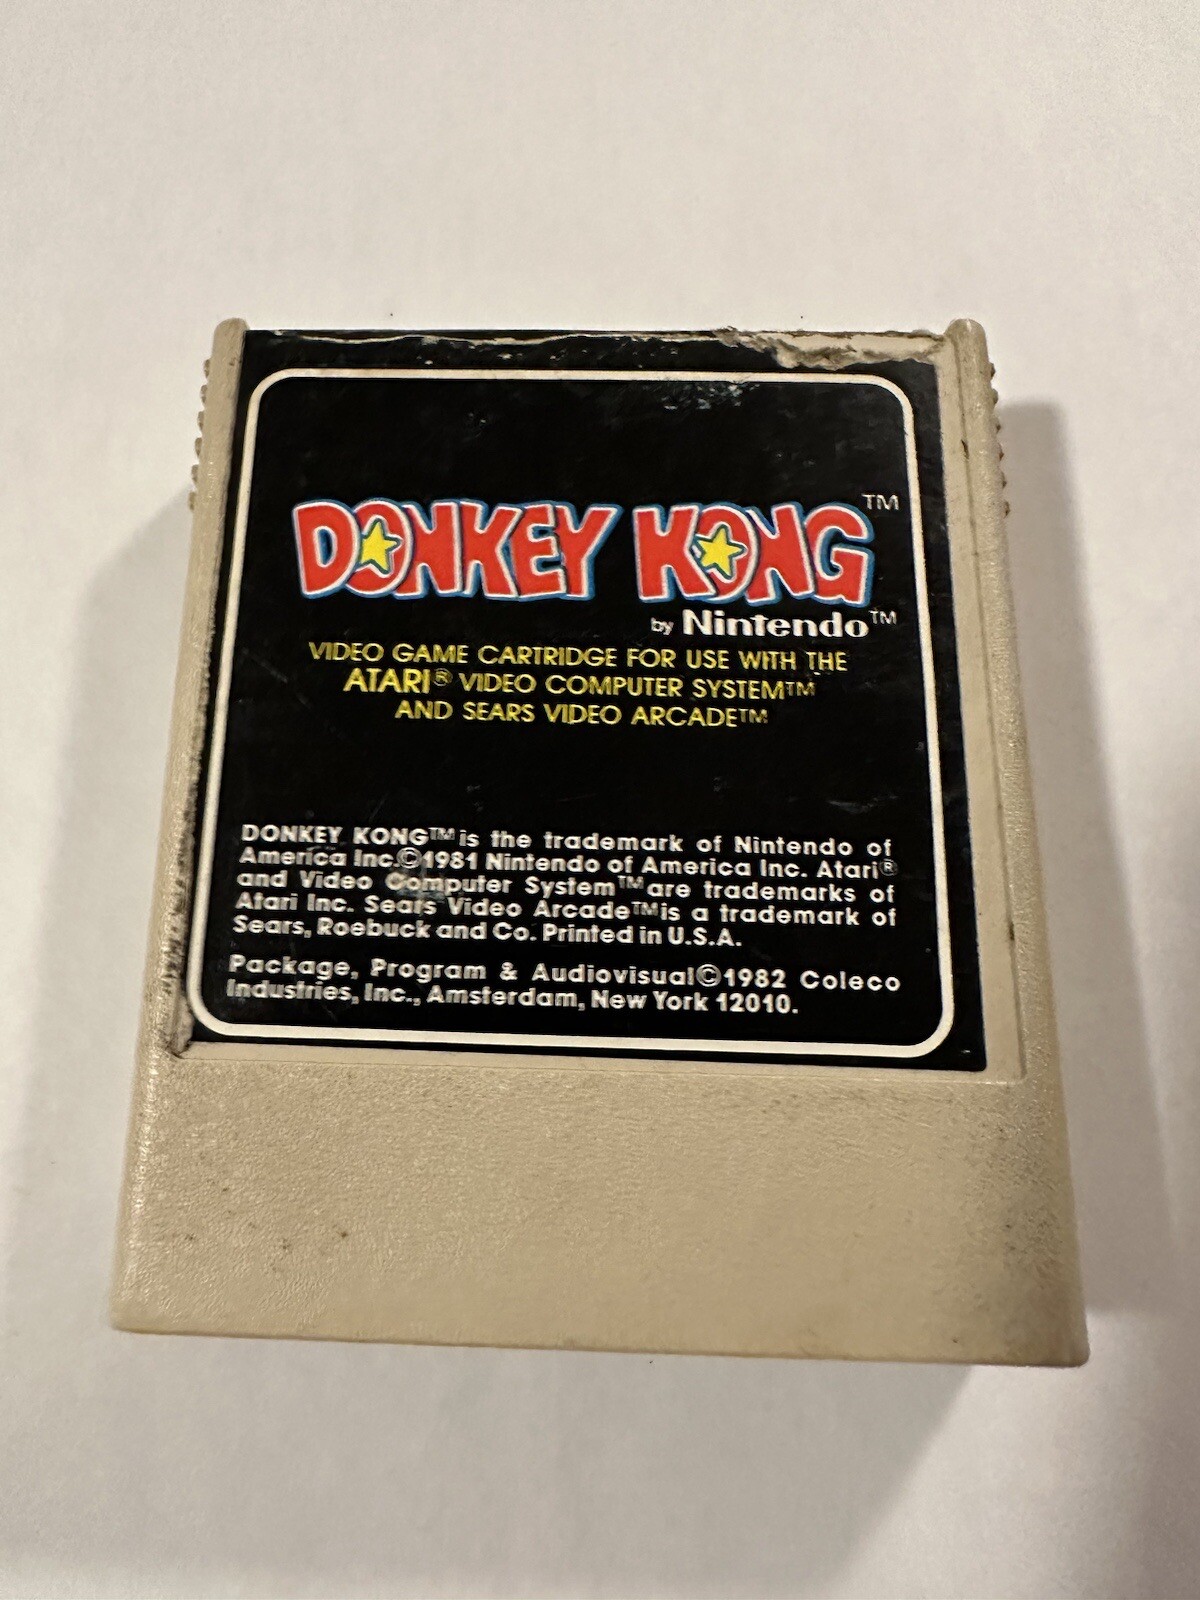 DONKEY KONG™
by Nintendo™
VIDEO GAME CARTRIDGE FOR USE WITH THE
ATARI® VIDEO COMPUTER SYSTEM™
AND SEARS VIDEO ARCADE™
DONKEY KONG™ is the trademark of Nintendo of
America Inc.©1981 Nintendo of America Inc. Atari®
and Video Computer System™ are trademarks of
Atari Inc. Sears Video Arcade™ is a trademark of
Sears, Roebuck and Co. Printed in U.S.A.
Package, Program & Audiovisual©1982 Coleco
Industries, Inc., Amsterdam, New York 12010.